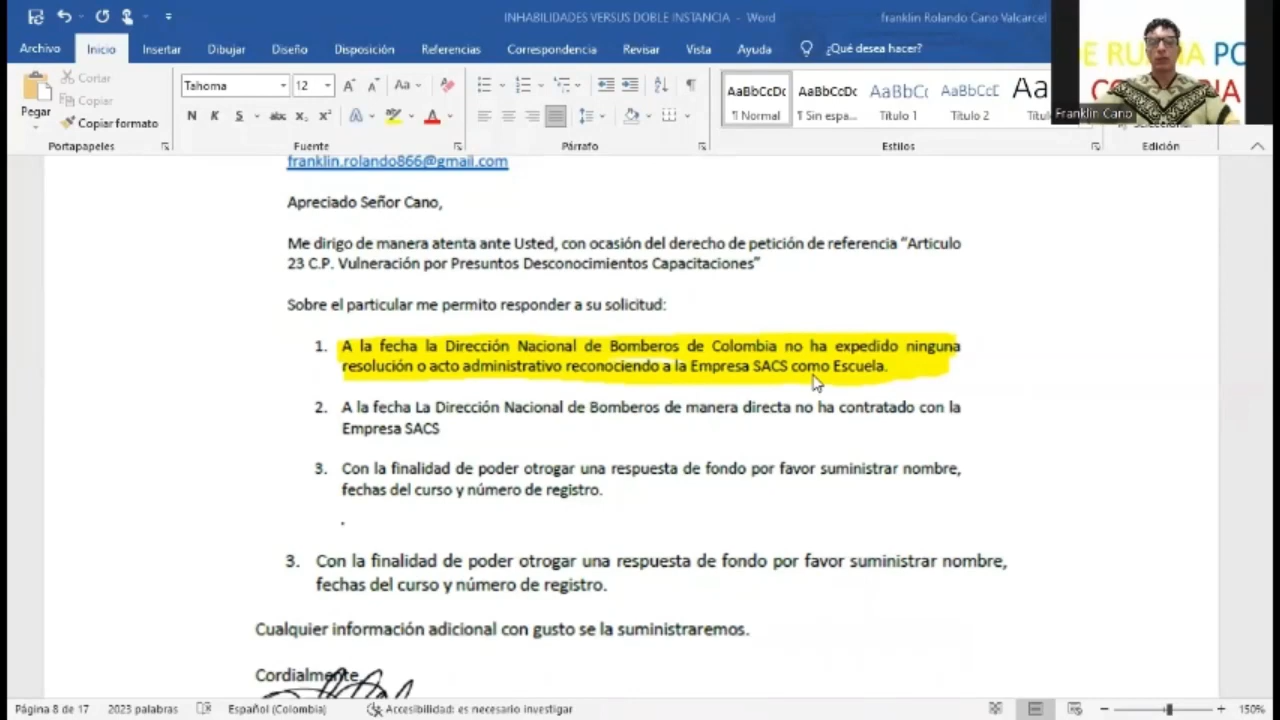 INHABILIDADES VERSUS DOBLE INSTANCIA - Word
franklin Rolando Cano Valcarcel
Archivo Inicio Insertar Dibujar Diseño Disposición Referencias Correspondencia Revisar Vista Ayuda ¿Qué desea hacer?
E RU A PO
C A
Franklin Cano
Pegar
Cortar
Copiar
Copiar formato
Tahoma 12 Aa
N K S abc x₂ x² A A
AaBbCcDc AaBbCcDc AaBbCc AaBbCcD Aa
¶ Normal ¶ Sin espa... Título 1 Título 2 Títul
Portapapeles Fuente Párrafo Estilos Edición
franklin.rolando866@gmail.com
Apreciado Señor Cano,
Me dirigo de manera atenta ante Usted, con ocasión del derecho de petición de referencia “Articulo
23 C.P. Vulneración por Presuntos Desconocimientos Capacitaciones”
Sobre el particular me permito responder a su solicitud:
1. A la fecha la Dirección Nacional de Bomberos de Colombia no ha expedido ninguna
resolución o acto administrativo reconociendo a la Empresa SACS como Escuela.
2. A la fecha La Dirección Nacional de Bomberos de manera directa no ha contratado con la
Empresa SACS
3. Con la finalidad de poder otrogar una respuesta de fondo por favor suministrar nombre,
fechas del curso y número de registro.
.
3. Con la finalidad de poder otrogar una respuesta de fondo por favor suministrar nombre,
fechas del curso y número de registro.
Cualquier información adicional con gusto se la suministraremos.
Cordialmente
Página 8 de 17 2023 palabras Español (Colombia) Accesibilidad: es necesario investigar 150%